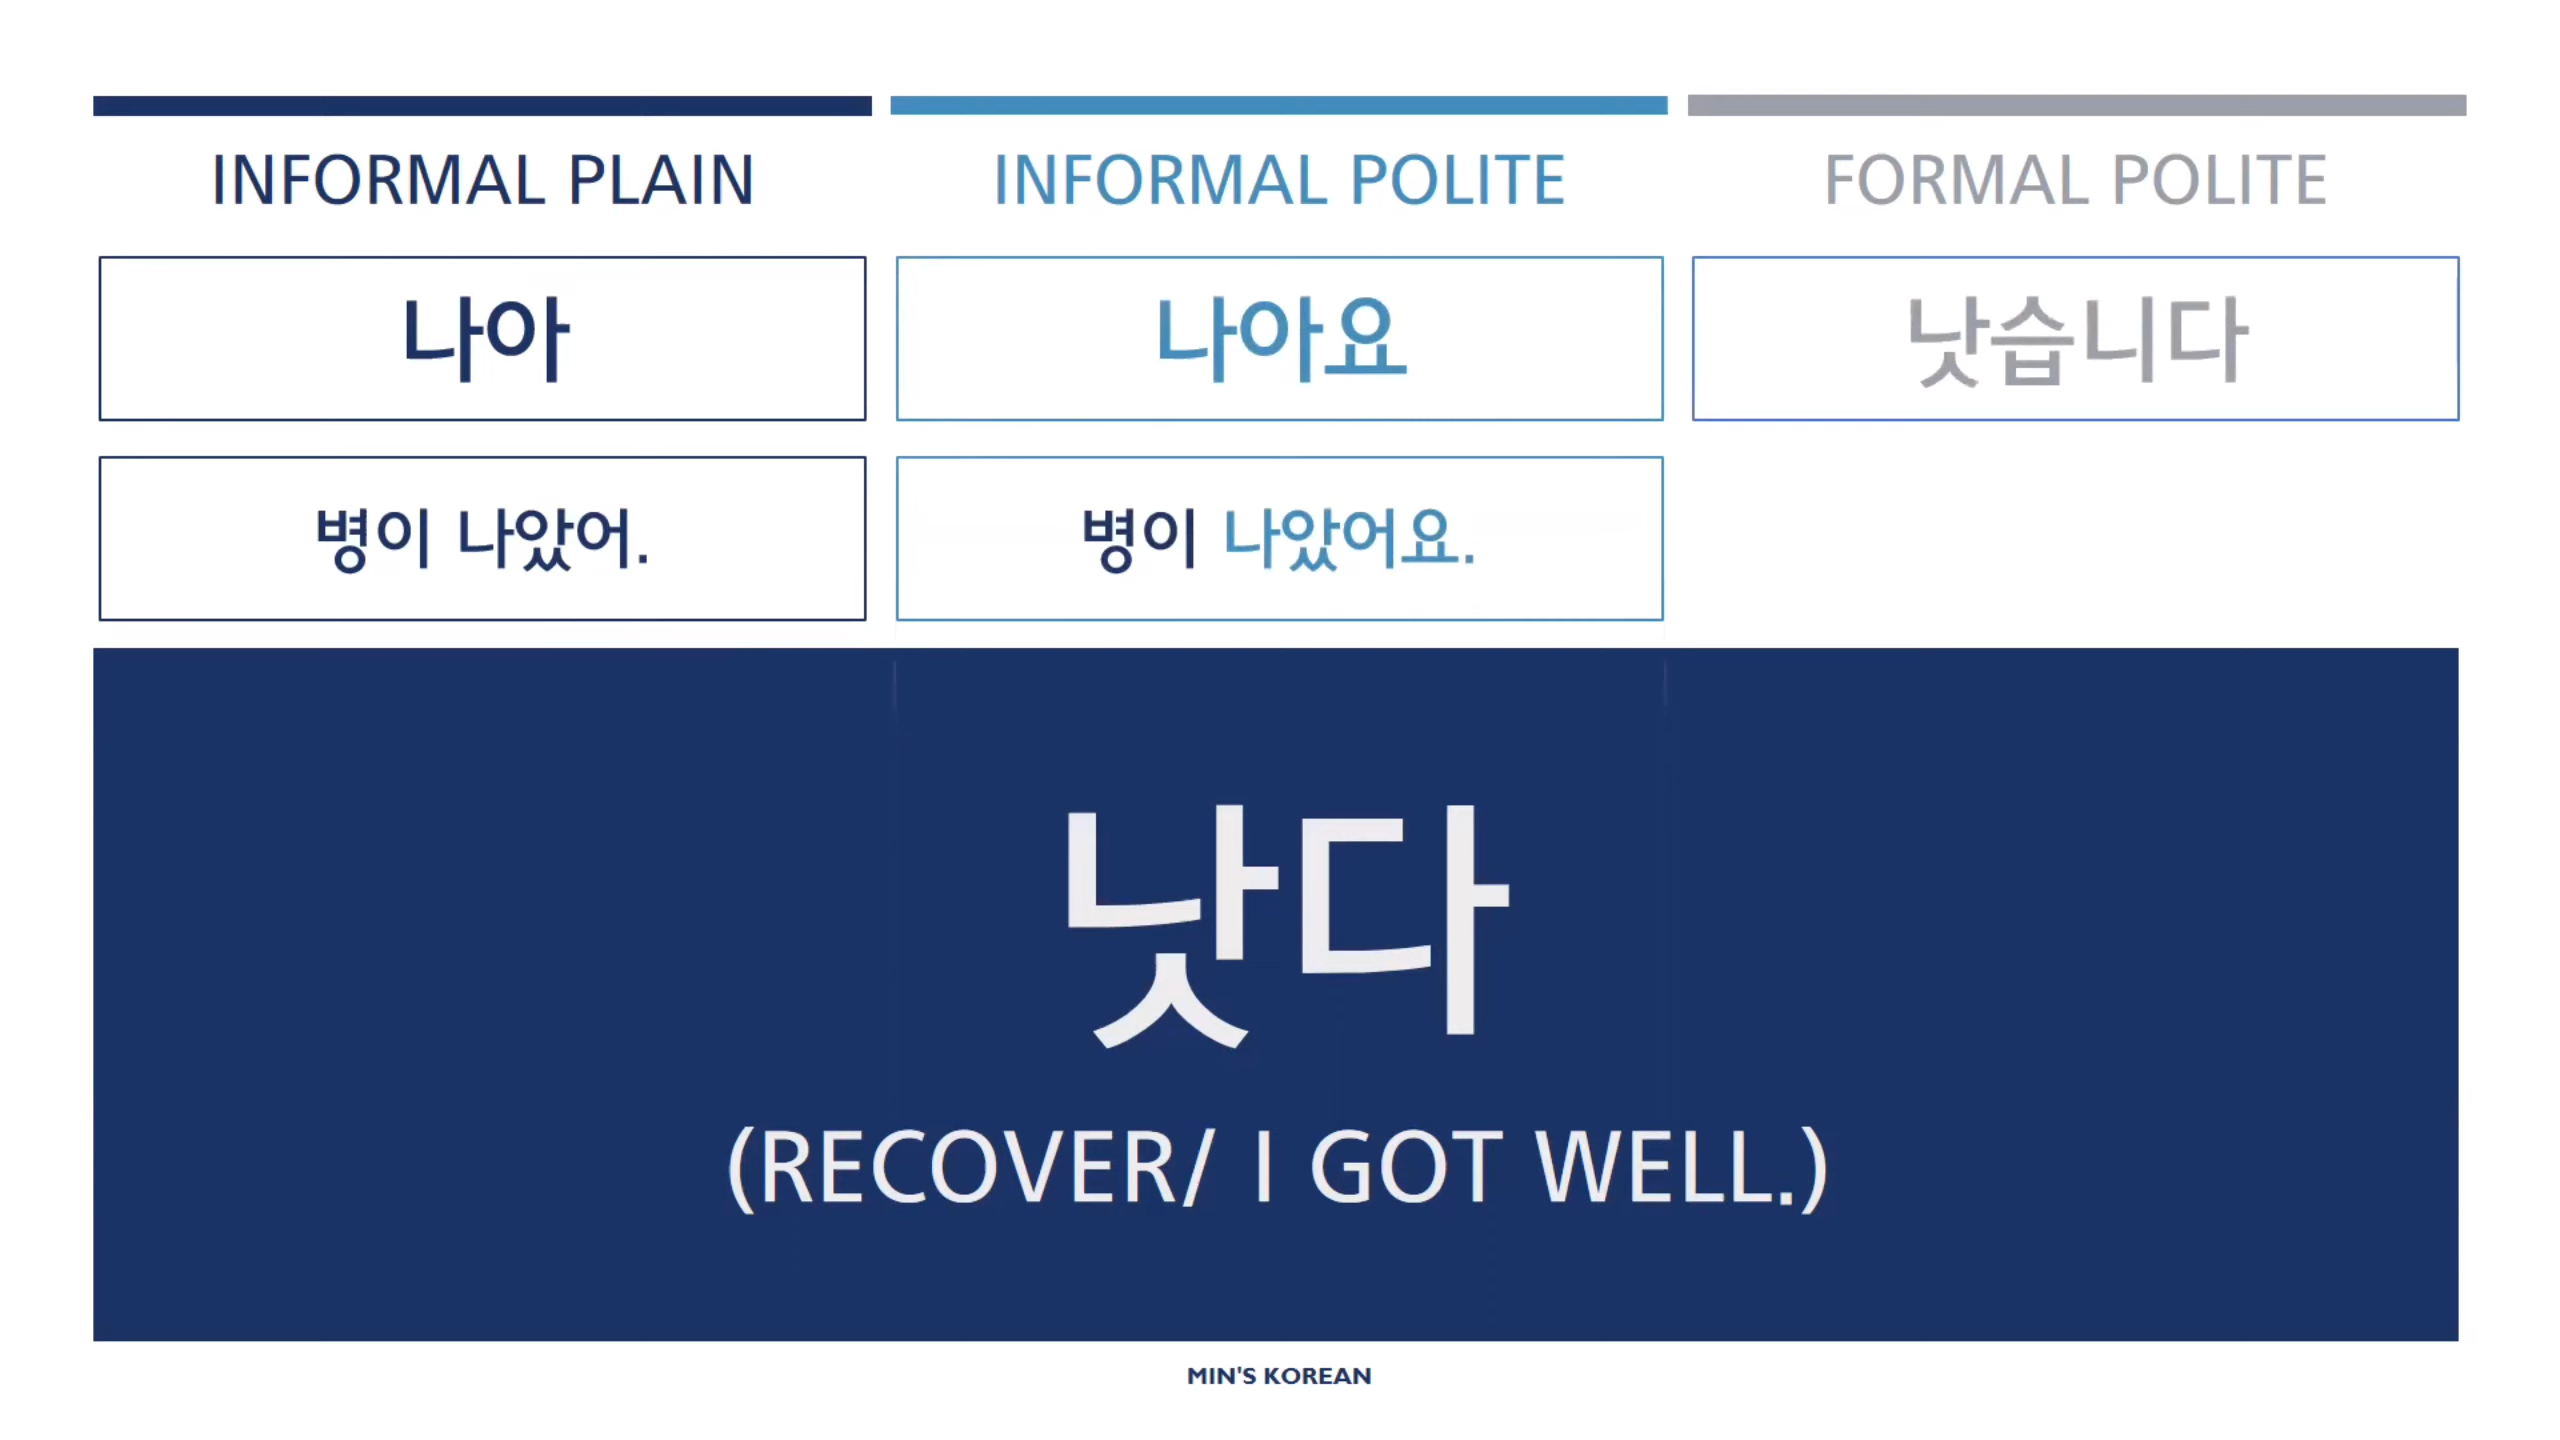 INFORMAL PLAIN
INFORMAL POLITE
FORMAL POLITE
나아
나아요
낫습니다
병이 나았어.
병이 나았어요.
낫다
(RECOVER/ I GOT WELL.)
MIN'S KOREAN